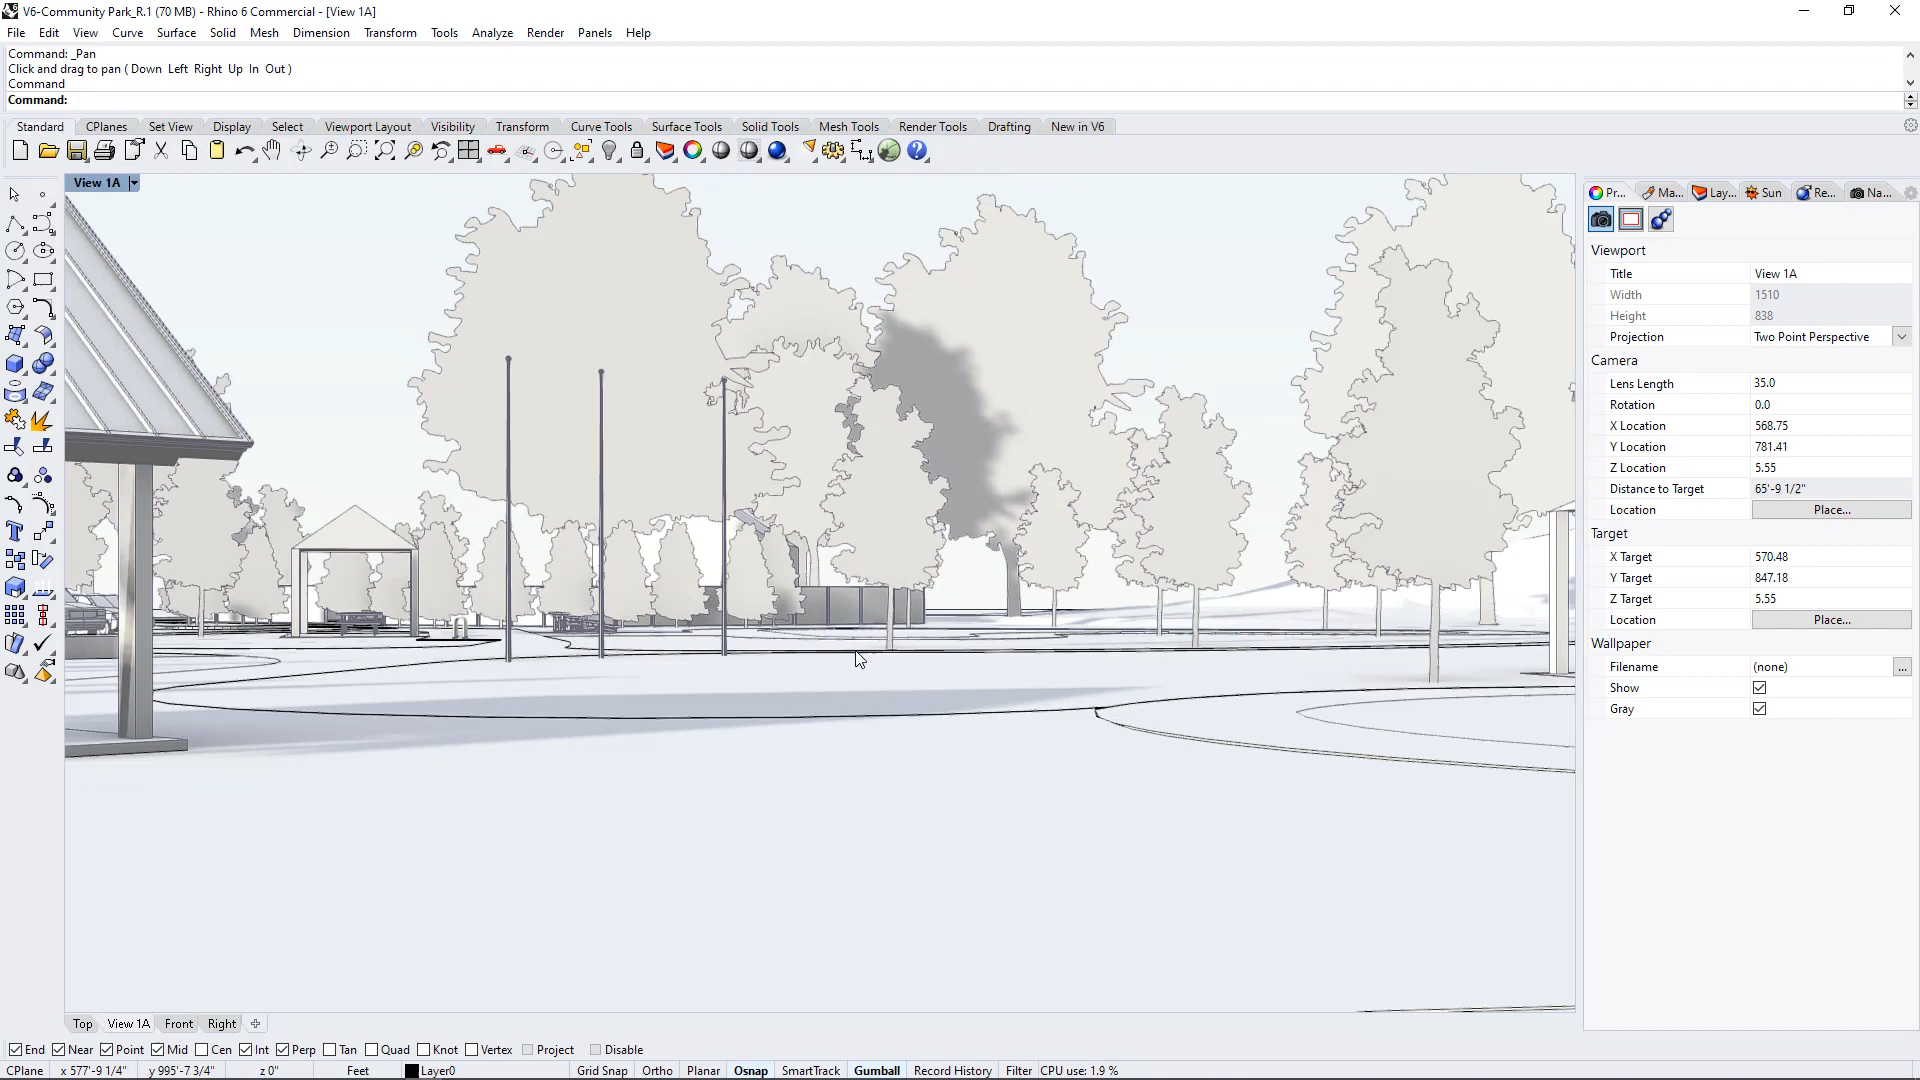 V6-Community Park_R.1 (70 MB) - Rhino 6 Commercial - [View 1A]
File Edit View Curve Surface Solid Mesh Dimension Transform Tools Analyze Render Panels Help
Command: _Pan
Click and drag to pan ( Down Left Right Up In Out )
Command
Command:
Standard CPlanes Set View Display Select Viewport Layout Visibility Transform Curve Tools Surface Tools Solid Tools Mesh Tools Render Tools Drafting New in V6
View 1A
Pr... Ma... Lay... Sun Re... Na...
Viewport
Title View 1A
Width 1510
Height 838
Projection Two Point Perspective
Camera
Lens Length 35.0
Rotation 0.0
X Location 568.75
Y Location 781.41
Z Location 5.55
Distance to Target 65'-9 1/2"
Location Place...
Target
X Target 570.48
Y Target 847.18
Z Target 5.55
Location Place...
Wallpaper
Filename (none) ...
Show
Gray
Top View 1A Front Right
End Near Point Mid Cen Int Perp Tan Quad Knot Vertex Project Disable
CPlane x 577'-9 1/4" y 995'-7 3/4" z 0" Feet Layer0 Grid Snap Ortho Planar Osnap SmartTrack Gumball Record History Filter CPU use: 1.9 %